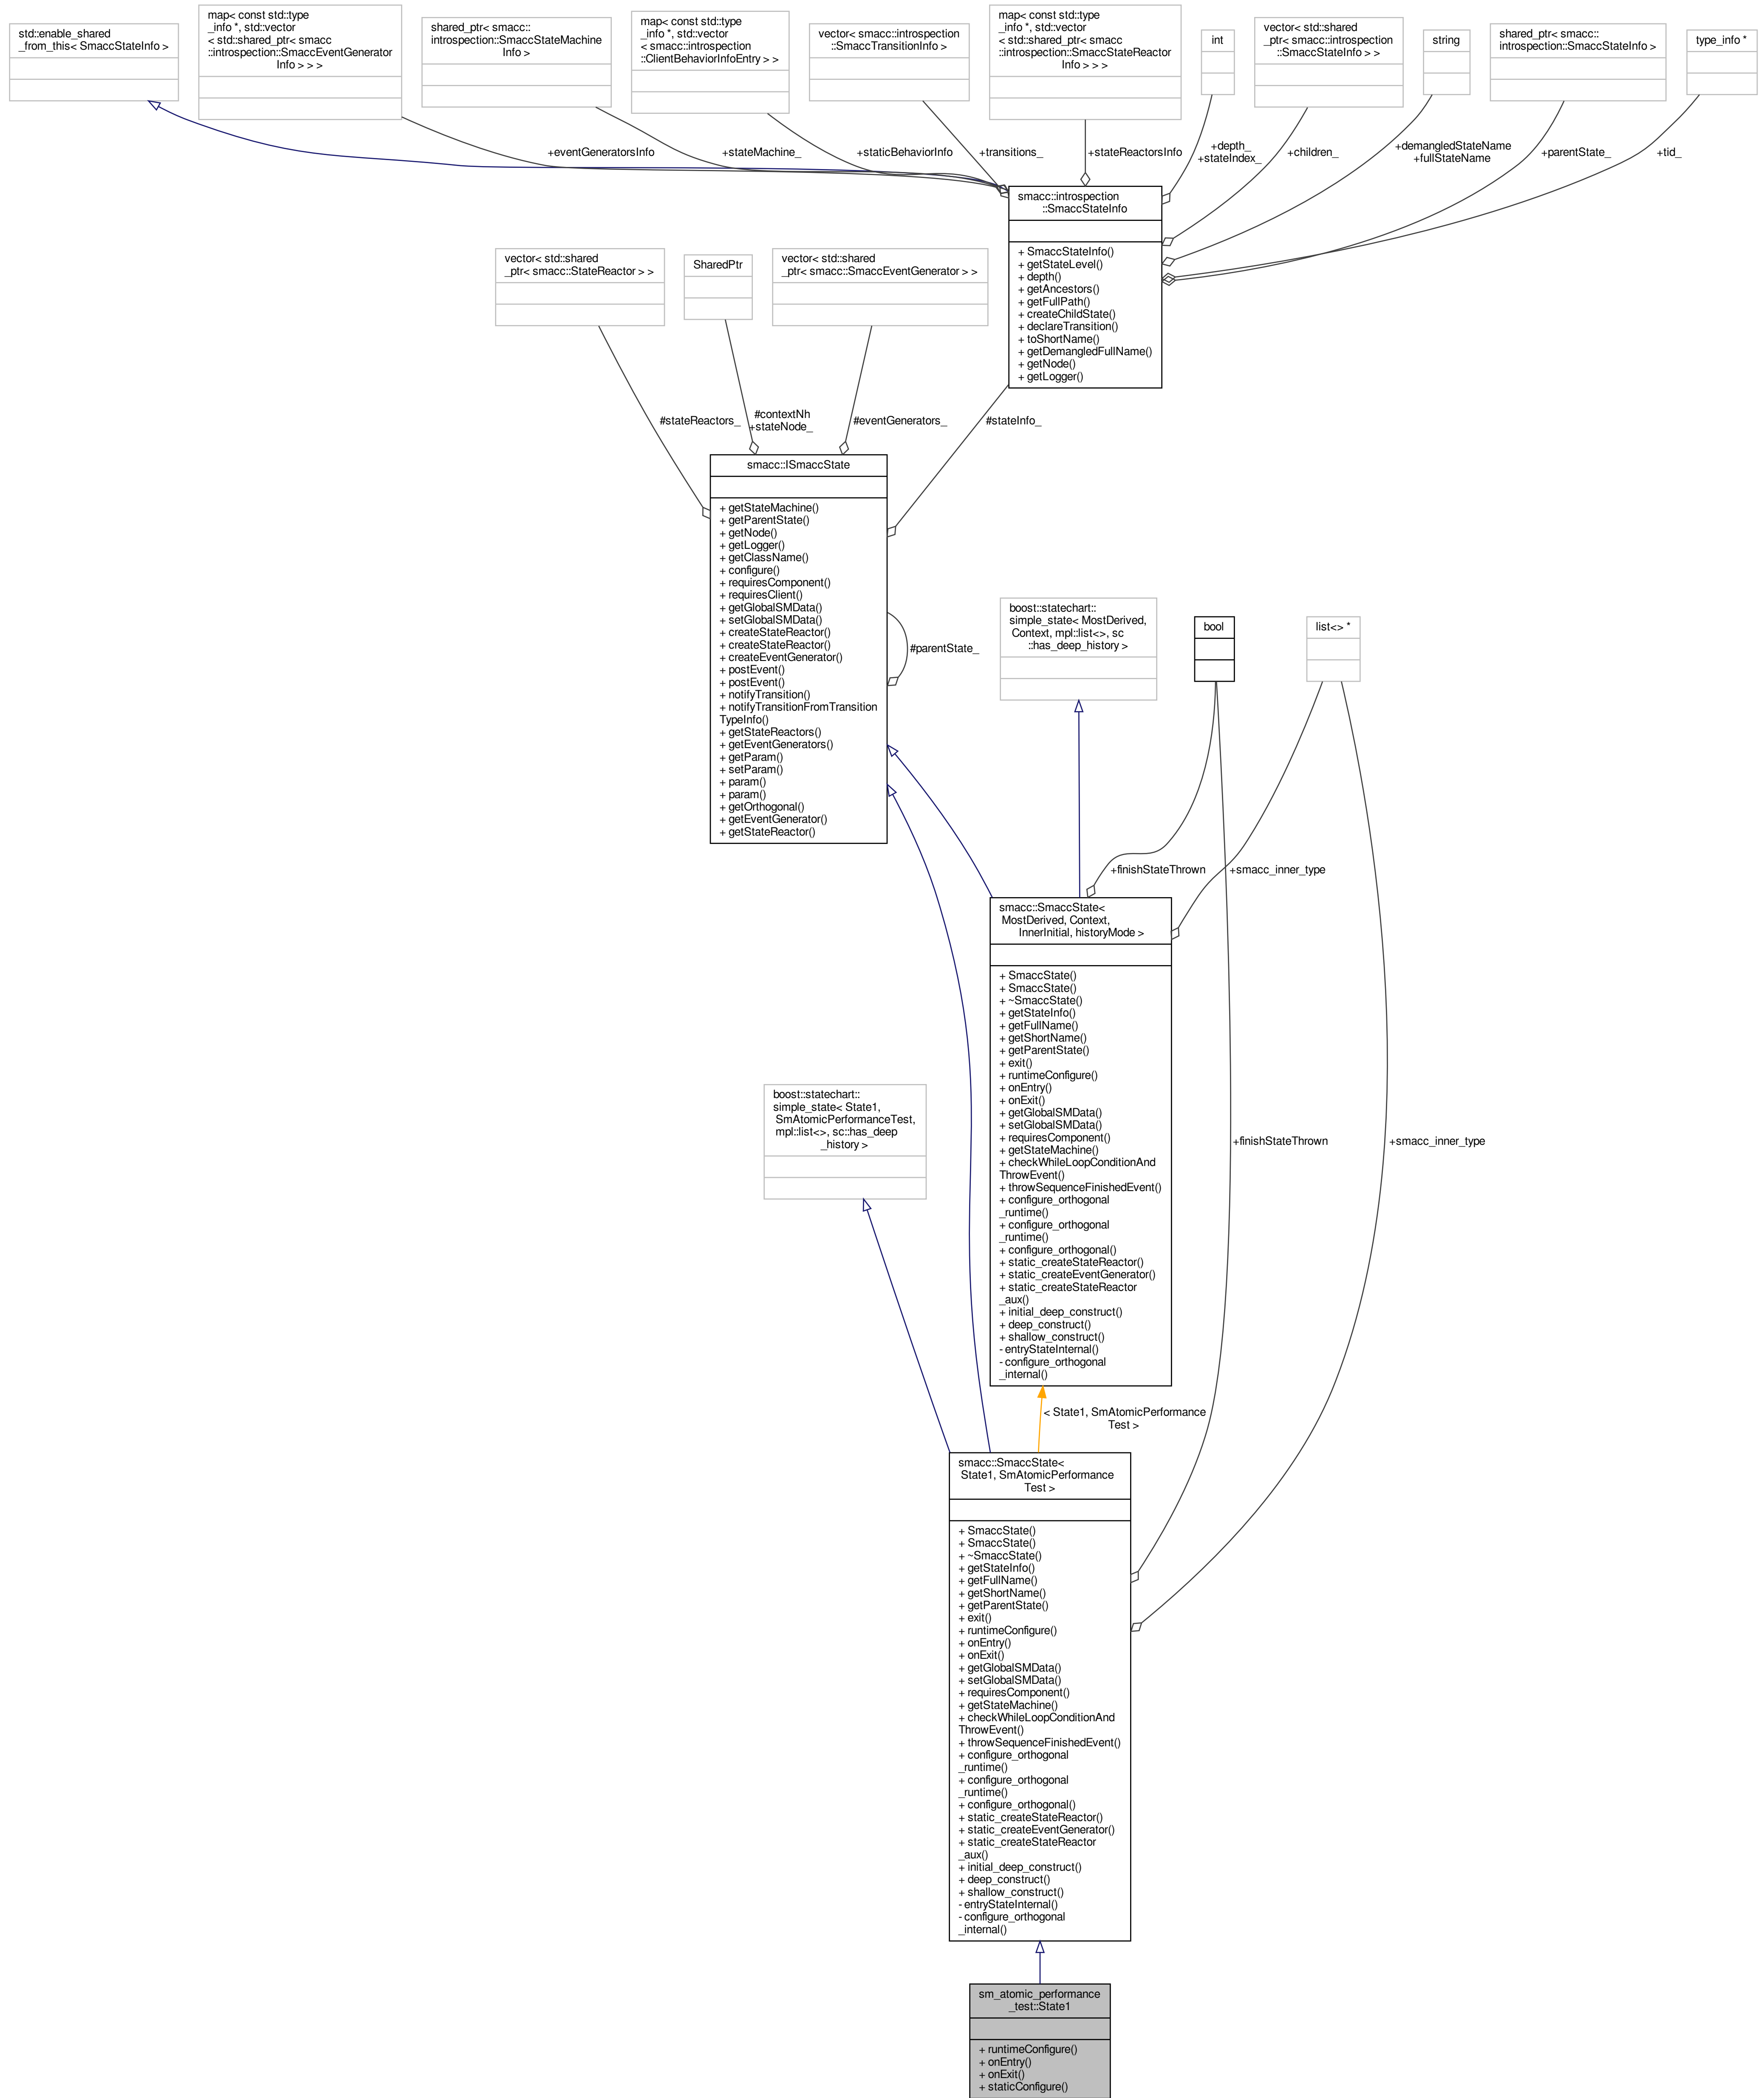 std::enable_shared
_from_this< SmaccStateInfo >
map< const std::type
_info *, std::vector
< std::shared_ptr< smacc
::introspection::SmaccEventGenerator
Info > > >
shared_ptr< smacc::
introspection::SmaccStateMachine
Info >
map< const std::type
_info *, std::vector
< smacc::introspection
::ClientBehaviorInfoEntry > >
vector< smacc::introspection
::SmaccTransitionInfo >
map< const std::type
_info *, std::vector
< std::shared_ptr< smacc
::introspection::SmaccStateReactor
Info > > >
int
vector< std::shared
_ptr< smacc::introspection
::SmaccStateInfo > >
string
shared_ptr< smacc::
introspection::SmaccStateInfo >
type_info *
+eventGeneratorsInfo
+stateMachine_
+staticBehaviorInfo
+transitions_
+stateReactorsInfo
+depth_
+stateIndex_
+children_
+demangledStateName
+fullStateName
+parentState_
+tid_
smacc::introspection
::SmaccStateInfo
+ SmaccStateInfo()
+ getStateLevel()
+ depth()
+ getAncestors()
+ getFullPath()
+ createChildState()
+ declareTransition()
+ toShortName()
+ getDemangledFullName()
+ getNode()
+ getLogger()
vector< std::shared
_ptr< smacc::StateReactor > >
SharedPtr
vector< std::shared
_ptr< smacc::SmaccEventGenerator > >
#stateReactors_
#contextNh
+stateNode_
#eventGenerators_
#stateInfo_
smacc::ISmaccState
+ getStateMachine()
+ getParentState()
+ getNode()
+ getLogger()
+ getClassName()
+ configure()
+ requiresComponent()
+ requiresClient()
+ getGlobalSMData()
+ setGlobalSMData()
+ createStateReactor()
+ createStateReactor()
+ createEventGenerator()
+ postEvent()
+ postEvent()
+ notifyTransition()
+ notifyTransitionFromTransition
TypeInfo()
+ getStateReactors()
+ getEventGenerators()
+ getParam()
+ setParam()
+ param()
+ param()
+ getOrthogonal()
+ getEventGenerator()
+ getStateReactor()
#parentState_
boost::statechart::
simple_state< MostDerived,
Context, mpl::list<>, sc
::has_deep_history >
bool
list<> *
+finishStateThrown
+smacc_inner_type
smacc::SmaccState<
MostDerived, Context,
InnerInitial, historyMode >
+ SmaccState()
+ SmaccState()
+ ~SmaccState()
+ getStateInfo()
+ getFullName()
+ getShortName()
+ getParentState()
+ exit()
+ runtimeConfigure()
+ onEntry()
+ onExit()
+ getGlobalSMData()
+ setGlobalSMData()
+ requiresComponent()
+ getStateMachine()
+ checkWhileLoopConditionAnd
ThrowEvent()
+ throwSequenceFinishedEvent()
+ configure_orthogonal
_runtime()
+ configure_orthogonal
_runtime()
+ configure_orthogonal()
+ static_createStateReactor()
+ static_createEventGenerator()
+ static_createStateReactor
_aux()
+ initial_deep_construct()
+ deep_construct()
+ shallow_construct()
- entryStateInternal()
- configure_orthogonal
_internal()
boost::statechart::
simple_state< State1,
SmAtomicPerformanceTest,
mpl::list<>, sc::has_deep
_history >
+finishStateThrown
+smacc_inner_type
< State1, SmAtomicPerformance
Test >
smacc::SmaccState<
State1, SmAtomicPerformance
Test >
+ SmaccState()
+ SmaccState()
+ ~SmaccState()
+ getStateInfo()
+ getFullName()
+ getShortName()
+ getParentState()
+ exit()
+ runtimeConfigure()
+ onEntry()
+ onExit()
+ getGlobalSMData()
+ setGlobalSMData()
+ requiresComponent()
+ getStateMachine()
+ checkWhileLoopConditionAnd
ThrowEvent()
+ throwSequenceFinishedEvent()
+ configure_orthogonal
_runtime()
+ configure_orthogonal
_runtime()
+ configure_orthogonal()
+ static_createStateReactor()
+ static_createEventGenerator()
+ static_createStateReactor
_aux()
+ initial_deep_construct()
+ deep_construct()
+ shallow_construct()
- entryStateInternal()
- configure_orthogonal
_internal()
sm_atomic_performance
_test::State1
+ runtimeConfigure()
+ onEntry()
+ onExit()
+ staticConfigure()